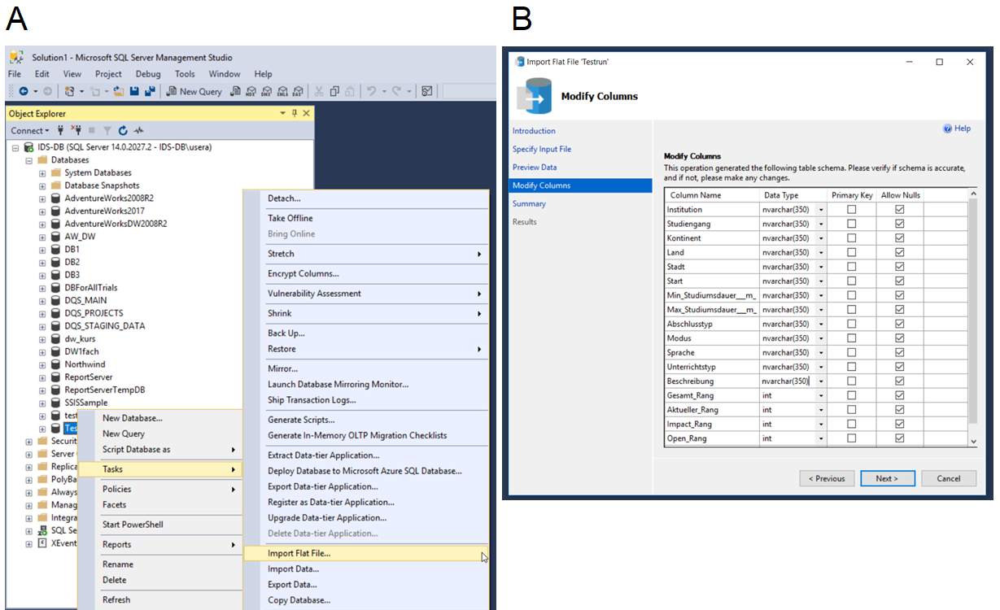 A
Solution1 - Microsoft SQL Server Management Studio
File Edit View Project Debug Tools Window Help
New Query
Object Explorer
Connect
IDS-DB (SQL Server 14.0.2027.2 - IDS-DB\usera)
Databases
System Databases
Database Snapshots
AdventureWorks2008R2
AdventureWorks2017
AdventureWorksDW2008R2
AW_DW
DB1
DB2
DB3
DBForAllTrials
DQS_MAIN
DQS_PROJECTS
DQS_STAGING_DATA
dw_kurs
DW1fach
Northwind
ReportServer
ReportServerTempDB
SSISSample
test
Tes
Securit
Server
Replica
PolyBa
Always
Manag
Integra
SQL Se
XEvent
New Database...
New Query
Script Database as
Tasks
Policies
Facets
Start PowerShell
Reports
Rename
Delete
Refresh
Detach...
Take Offline
Bring Online
Stretch
Encrypt Columns...
Vulnerability Assessment
Shrink
Back Up...
Restore
Mirror...
Launch Database Mirroring Monitor...
Ship Transaction Logs...
Generate Scripts...
Generate In-Memory OLTP Migration Checklists
Extract Data-tier Application...
Deploy Database to Microsoft Azure SQL Database...
Export Data-tier Application...
Register as Data-tier Application...
Upgrade Data-tier Application...
Delete Data-tier Application...
Import Flat File...
Import Data...
Export Data...
Copy Database...
B
Import Flat File 'Testrun'
Modify Columns
Introduction
Specify Input File
Preview Data
Modify Columns
Summary
Results
Help
Modify Columns
This operation generated the following table schema. Please verify if schema is accurate,
and if not, please make any changes.
Column Name Data Type Primary Key Allow Nulls
Institution nvarchar(350)
Studiengang nvarchar(350)
Kontinent nvarchar(350)
Land nvarchar(350)
Stadt nvarchar(350)
Start nvarchar(350)
Min_Studiumsdauer___m_ nvarchar(350)
Max_Studiumsdauer___m_ nvarchar(350)
Abschlusstyp nvarchar(350)
Modus nvarchar(350)
Sprache nvarchar(350)
Unterrichtstyp nvarchar(350)
Beschreibung nvarchar(350)
Gesamt_Rang int
Aktueller_Rang int
Impact_Rang int
Open_Rang int
< Previous Next > Cancel